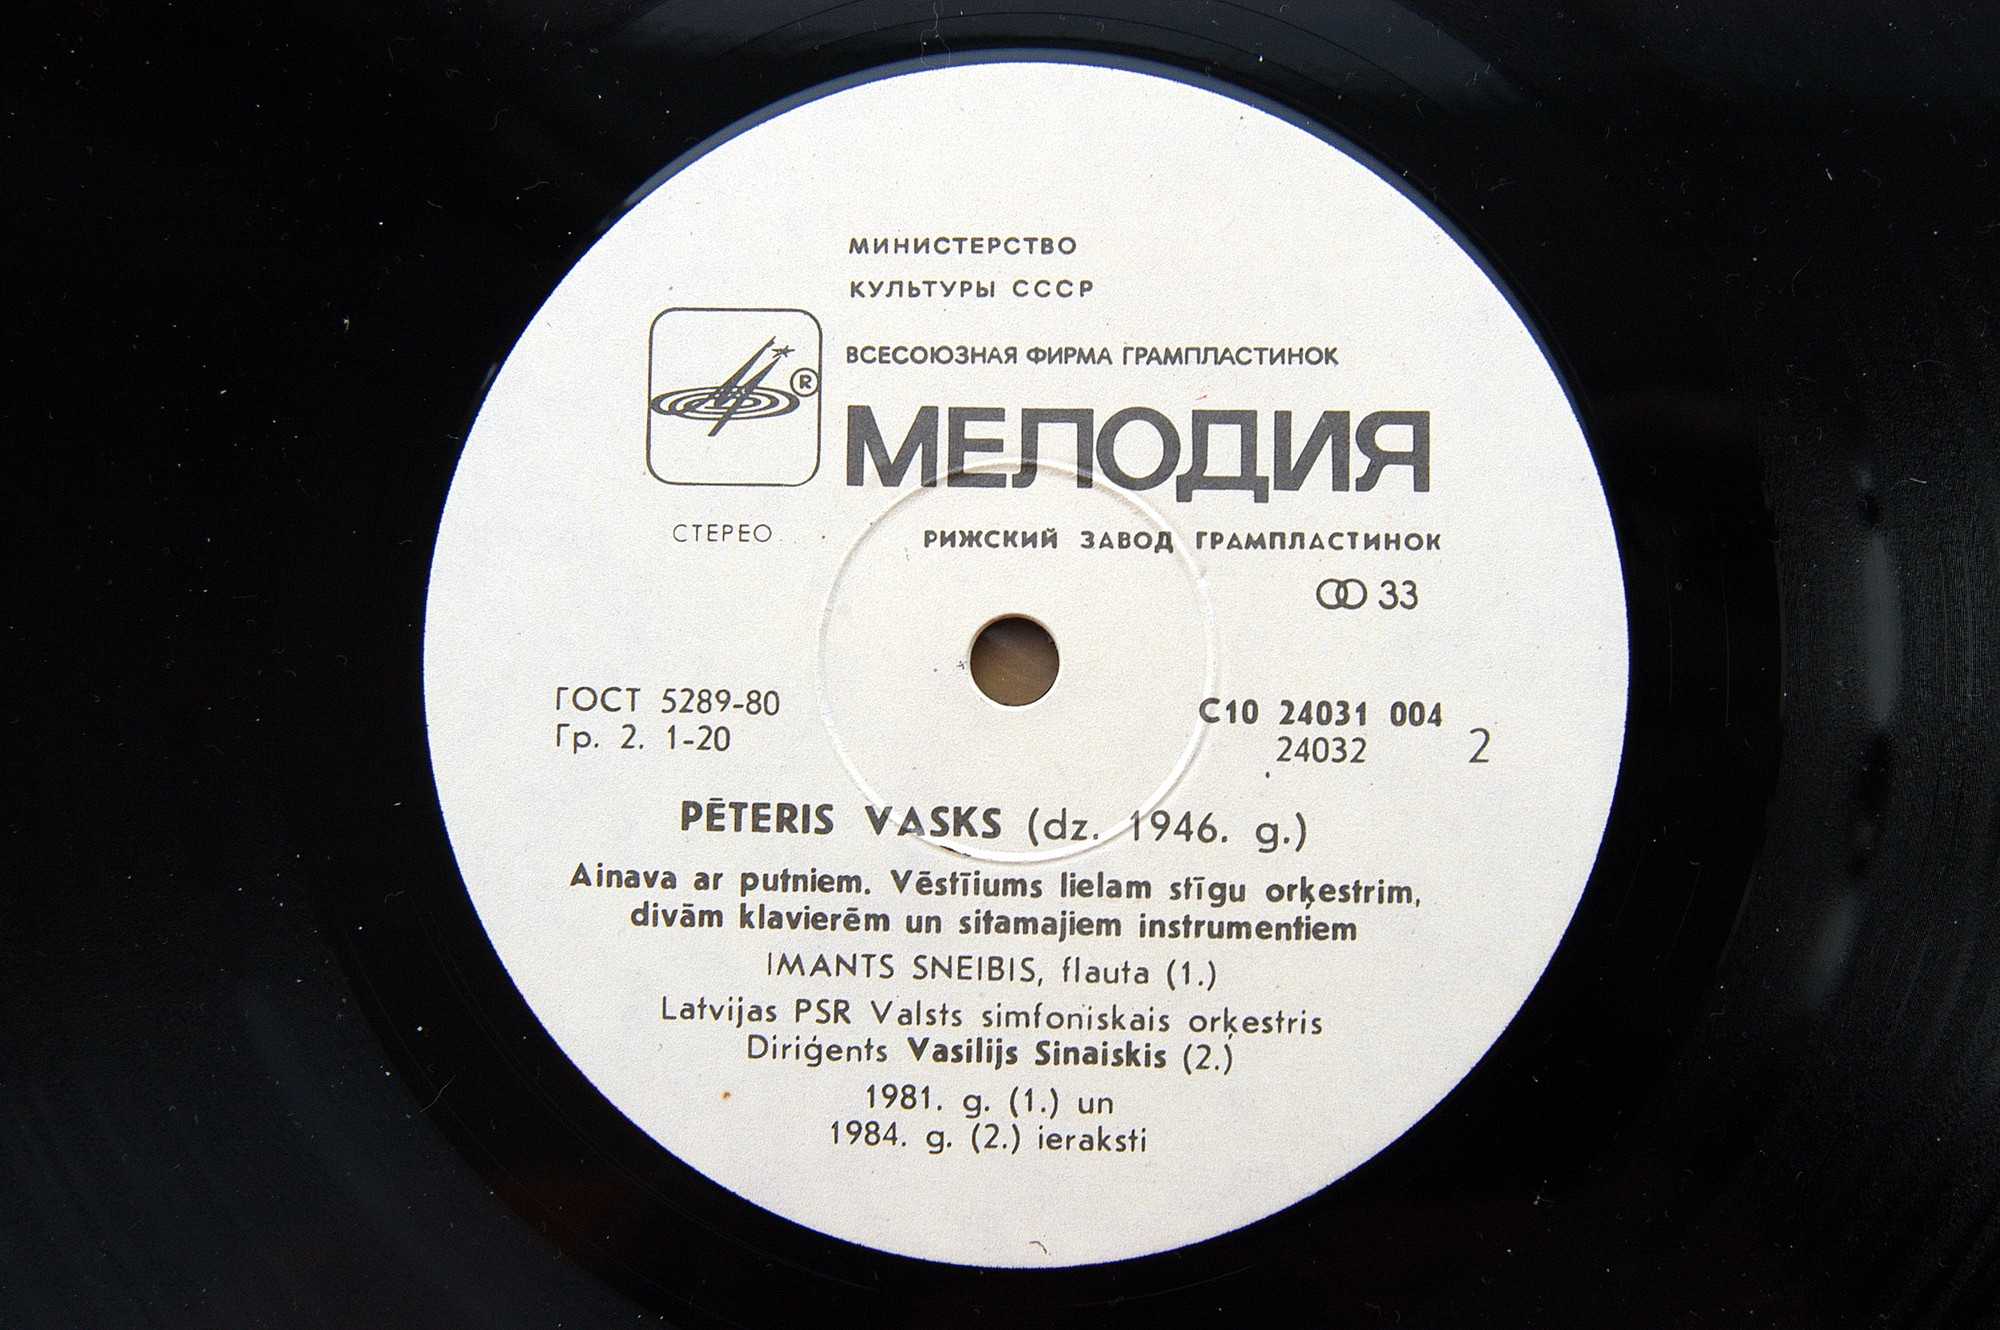 МИНИСТЕРСТВО
КУЛЬТУРЫ СССР
ВСЕСОЮЗНАЯ ФИРМА ГРАМПЛАСТИНОК
®
МЕЛОДИЯ
СТЕРЕО
РИЖСКИЙ ЗАВОД ГРАМПЛАСТИНОК
33
ГОСТ 5289-80
Гр. 2. 1-20
С10 24031 004
24032 2
PĒTERIS VASKS (dz. 1946. g.)
Ainava ar putniem. Vēstīiums lielam stīgu orķestrim,
divām klavierēm un sitamajiem instrumentiem
IMANTS SNEIBIS, flauta (1.)
Latvijas PSR Valsts simfoniskais orķestris
Diriģents Vasilijs Sinaiskis (2.)
1981. g. (1.) un
1984. g. (2.) ieraksti